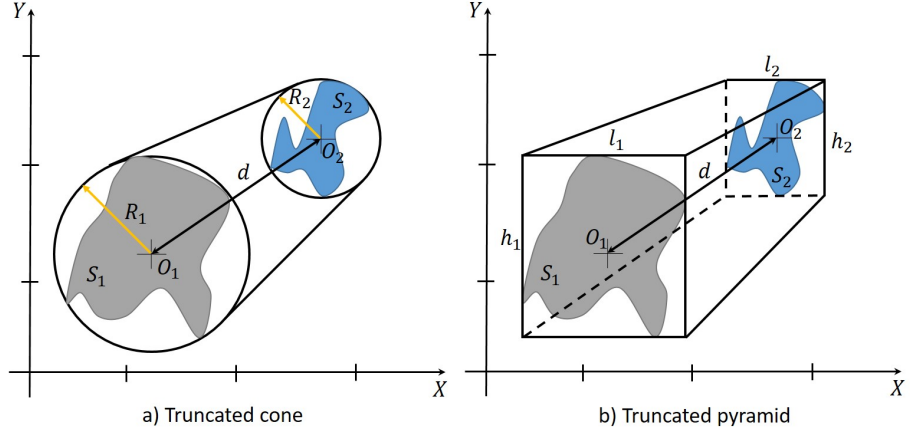 Y
R₂
S₂
O₂
d
R₁
O₁
S₁
X
a) Truncated cone
Y
l₂
O₂
h₂
l₁
d
S₂
h₁
O₁
S₁
X
b) Truncated pyramid